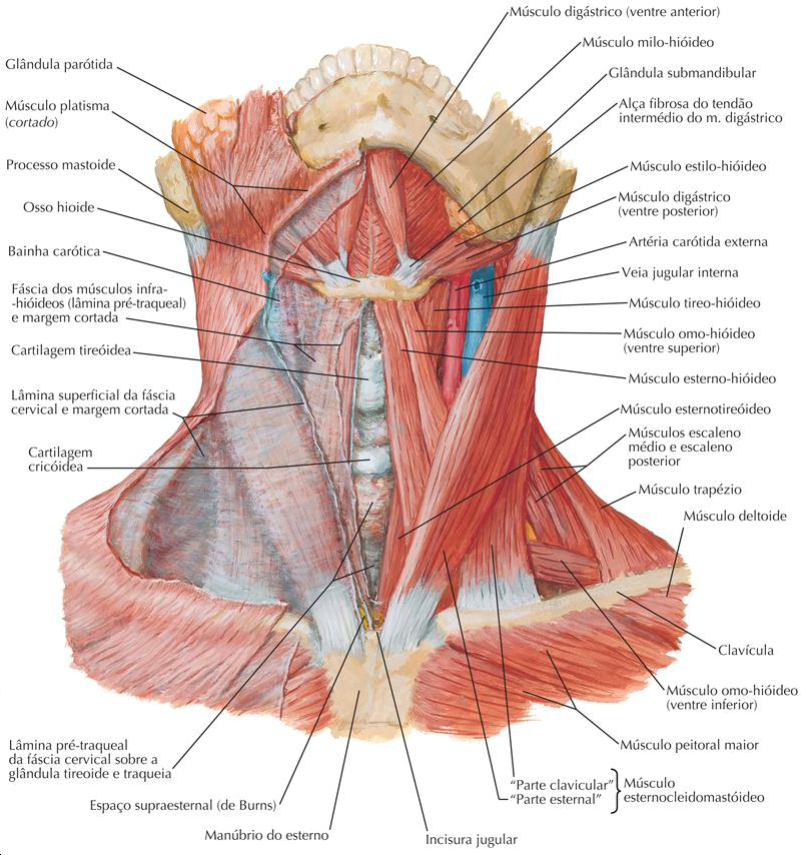 Músculo digástrico (ventre anterior)
Músculo milo-hióideo
Glândula submandibular
Alça fibrosa do tendão
intermédio do m. digástrico
Músculo estilo-hióideo
Músculo digástrico
(ventre posterior)
Artéria carótida externa
Veia jugular interna
Músculo tireo-hióideo
Músculo omo-hióideo
(ventre superior)
Músculo esterno-hióideo
Músculo esternotireóideo
Músculos escaleno
médio e escaleno
posterior
Músculo trapézio
Músculo deltoide
Clavícula
Músculo omo-hióideo
(ventre inferior)
Músculo peitoral maior
"Parte clavicular"
"Parte esternal"
Músculo
esternocleidomastóideo
Glândula parótida
Músculo platisma
(cortado)
Processo mastoide
Osso hioide
Bainha carótica
Fáscia dos músculos infra-
-hióideos (lâmina pré-traqueal)
e margem cortada
Cartilagem tireóidea
Lâmina superficial da fáscia
cervical e margem cortada
Cartilagem
cricóidea
Lâmina pré-traqueal
da fáscia cervical sobre a
glândula tireoide e traqueia
Espaço supraesternal (de Burns)
Manúbrio do esterno
Incisura jugular